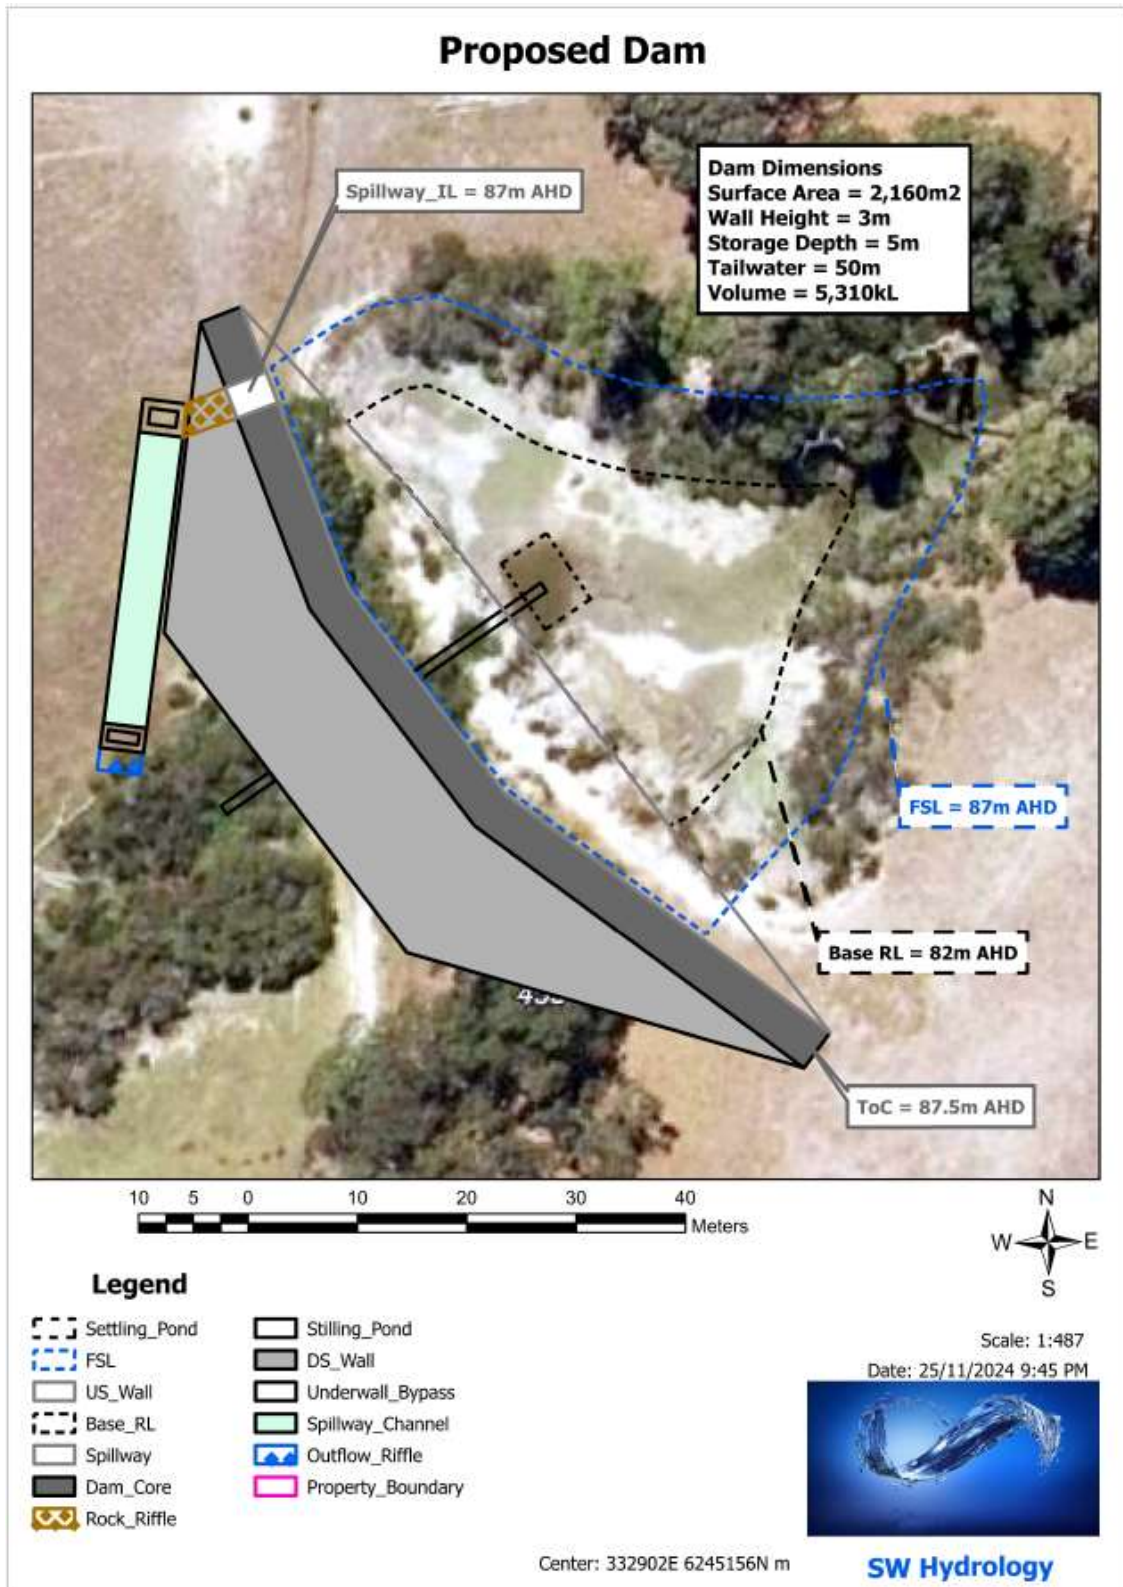 Proposed Dam
Spillway_IL = 87m AHD
Dam Dimensions
Surface Area = 2,160m2
Wall Height = 3m
Storage Depth = 5m
Tailwater = 50m
Volume = 5,310kL
FSL = 87m AHD
Base RL = 82m AHD
ToC = 87.5m AHD
10 5 0 10 20 30 40
Meters
N
W E
S
Legend
Settling_Pond
FSL
US_Wall
Base_RL
Spillway
Dam_Core
Rock_Riffle
Stilling_Pond
DS_Wall
Underwall_Bypass
Spillway_Channel
Outflow_Riffle
Property_Boundary
Scale: 1:487
Date: 25/11/2024 9:45 PM
Center: 332902E 6245156N m
SW Hydrology